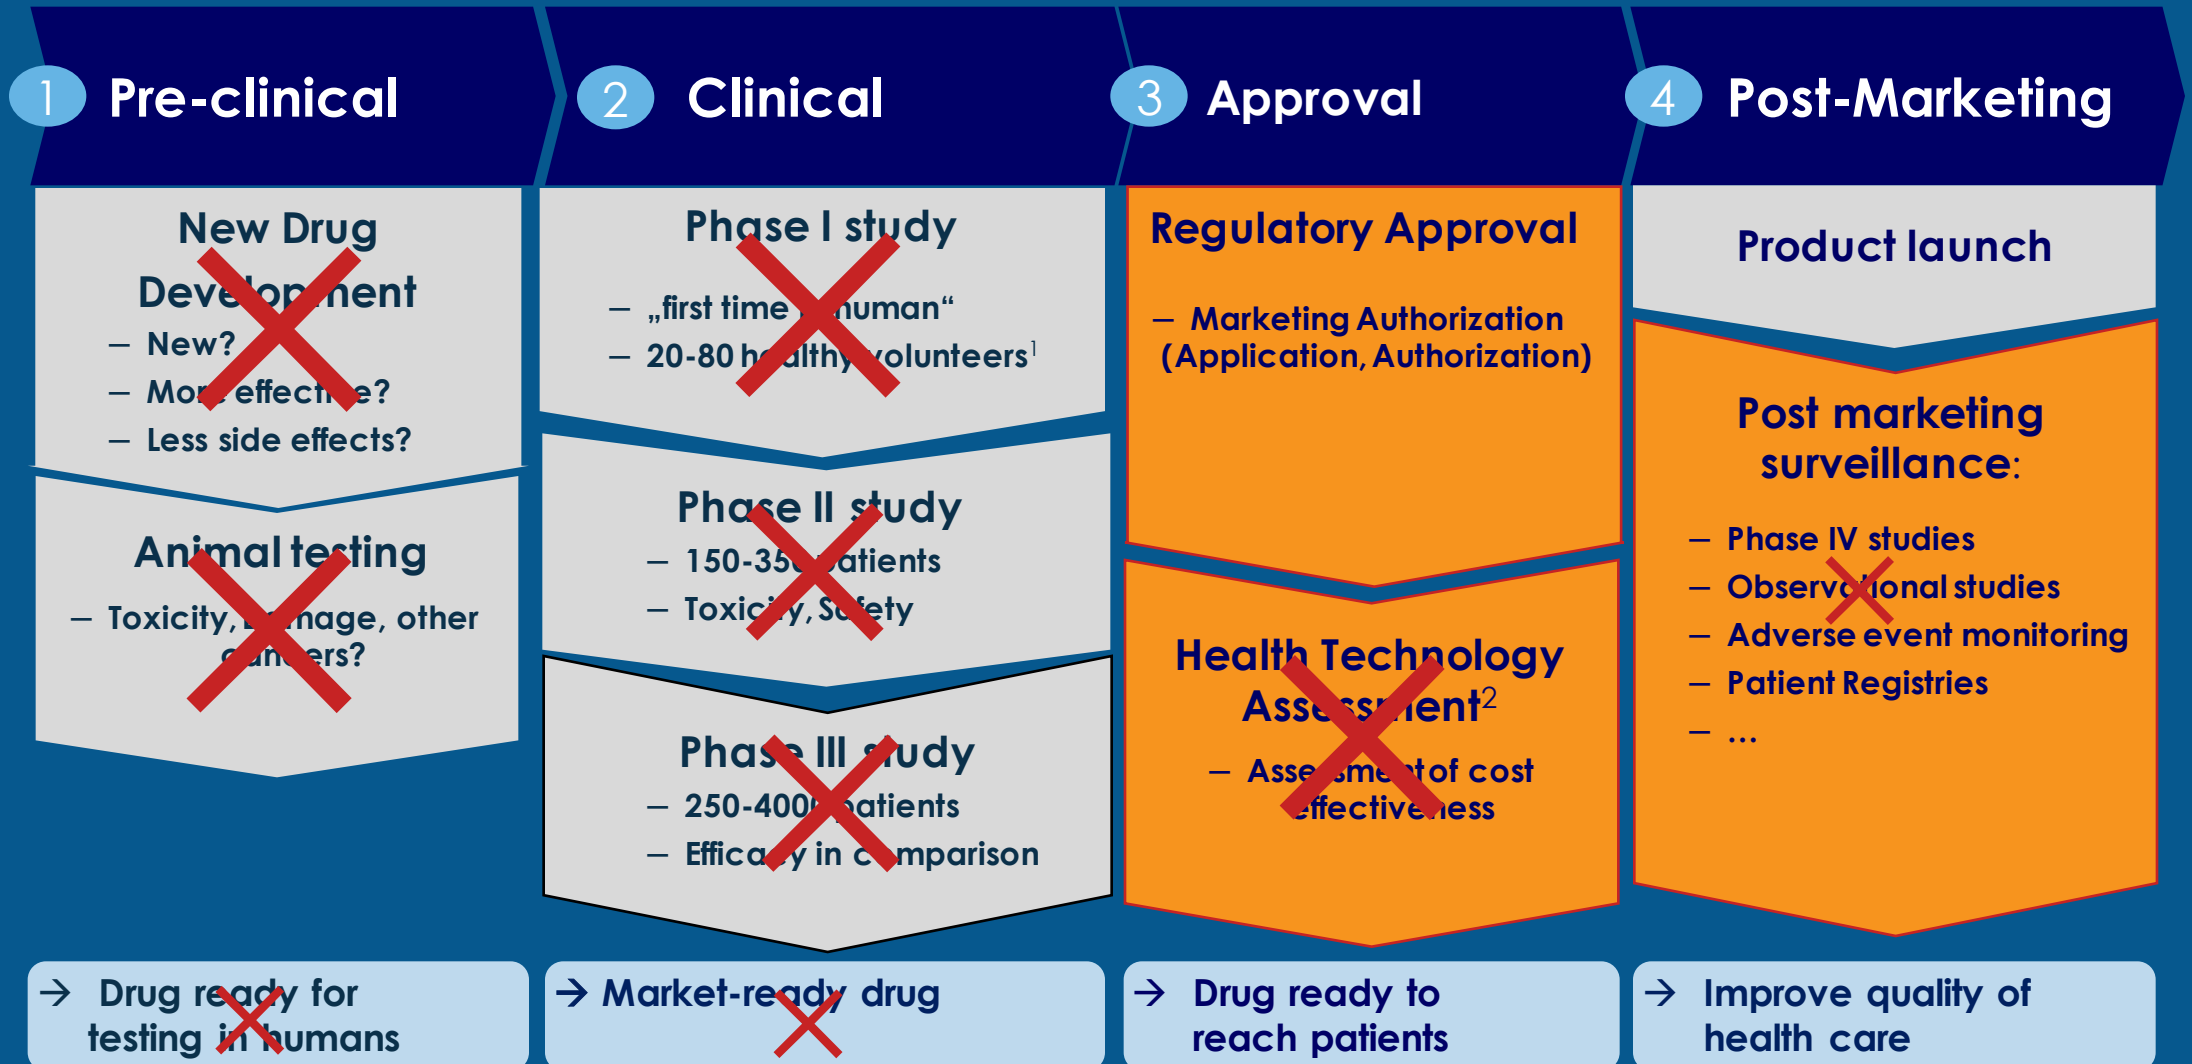 1 Pre-clinical
New Drug
Development
– New?
– More effective?
– Less side effects?
Animal testing
– Toxicity, Damage, other
cancers?
→ Drug ready for
testing in humans
2 Clinical
Phase I study
– „first time in human“
– 20-80 healthy volunteers1
Phase II study
– 150-350 patients
– Toxicity, Safety
Phase III study
– 250-4000 patients
– Efficacy in comparison
→ Market-ready drug
3 Approval
Regulatory Approval
– Marketing Authorization
(Application, Authorization)
Health Technology
Assessment2
– Assessment of cost
effectiveness
→ Drug ready to
reach patients
4 Post-Marketing
Product launch
Post marketing
surveillance:
– Phase IV studies
– Observational studies
– Adverse event monitoring
– Patient Registries
– ...
→ Improve quality of
health care